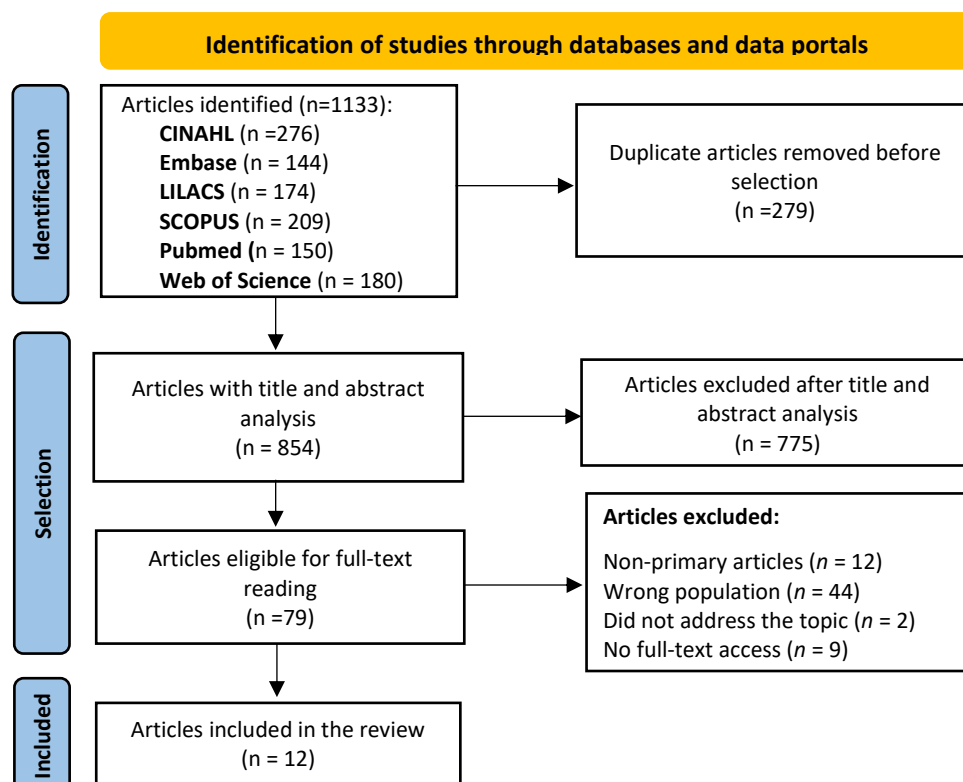 Identification of studies through databases and data portals
Identification
Articles identified (n=1133):
CINAHL (n =276)
Embase (n = 144)
LILACS (n = 174)
SCOPUS (n = 209)
Pubmed (n = 150)
Web of Science (n = 180)
Duplicate articles removed before
selection
(n =279)
Selection
Articles with title and abstract
analysis
(n = 854)
Articles excluded after title and
abstract analysis
(n = 775)
Articles eligible for full-text
reading
(n =79)
Articles excluded:
Non-primary articles (n = 12)
Wrong population (n = 44)
Did not address the topic (n = 2)
No full-text access (n = 9)
Included
Articles included in the review
(n = 12)